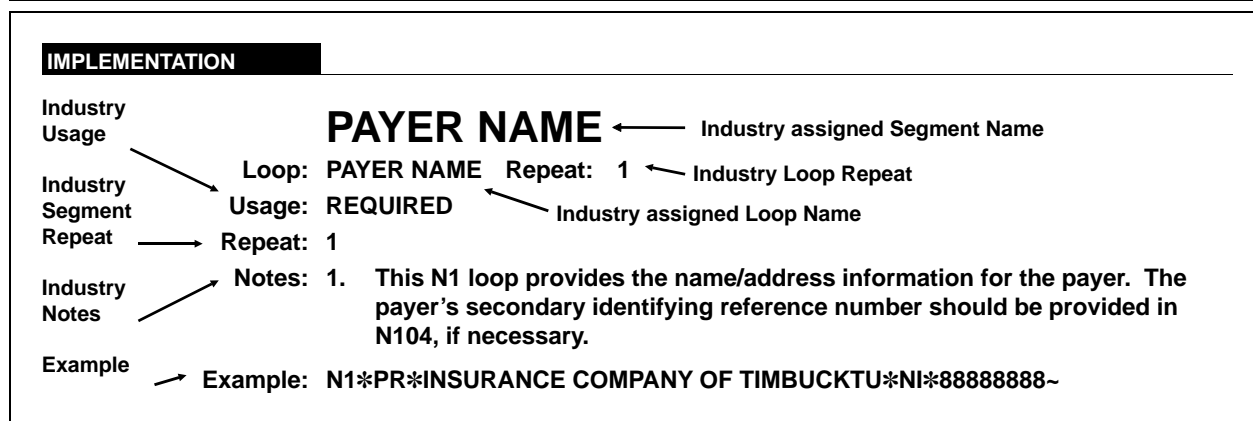 IMPLEMENTATION
Industry
Usage
PAYER NAME
Industry assigned Segment Name
Loop: PAYER NAME Repeat: 1
Industry Loop Repeat
Industry
Segment
Repeat
Usage: REQUIRED
Industry assigned Loop Name
Repeat: 1
Industry
Notes
Notes: 1. This N1 loop provides the name/address information for the payer. The
payer’s secondary identifying reference number should be provided in
N104, if necessary.
Example
Example: N1✽PR✽INSURANCE COMPANY OF TIMBUCKTU✽NI✽88888888~